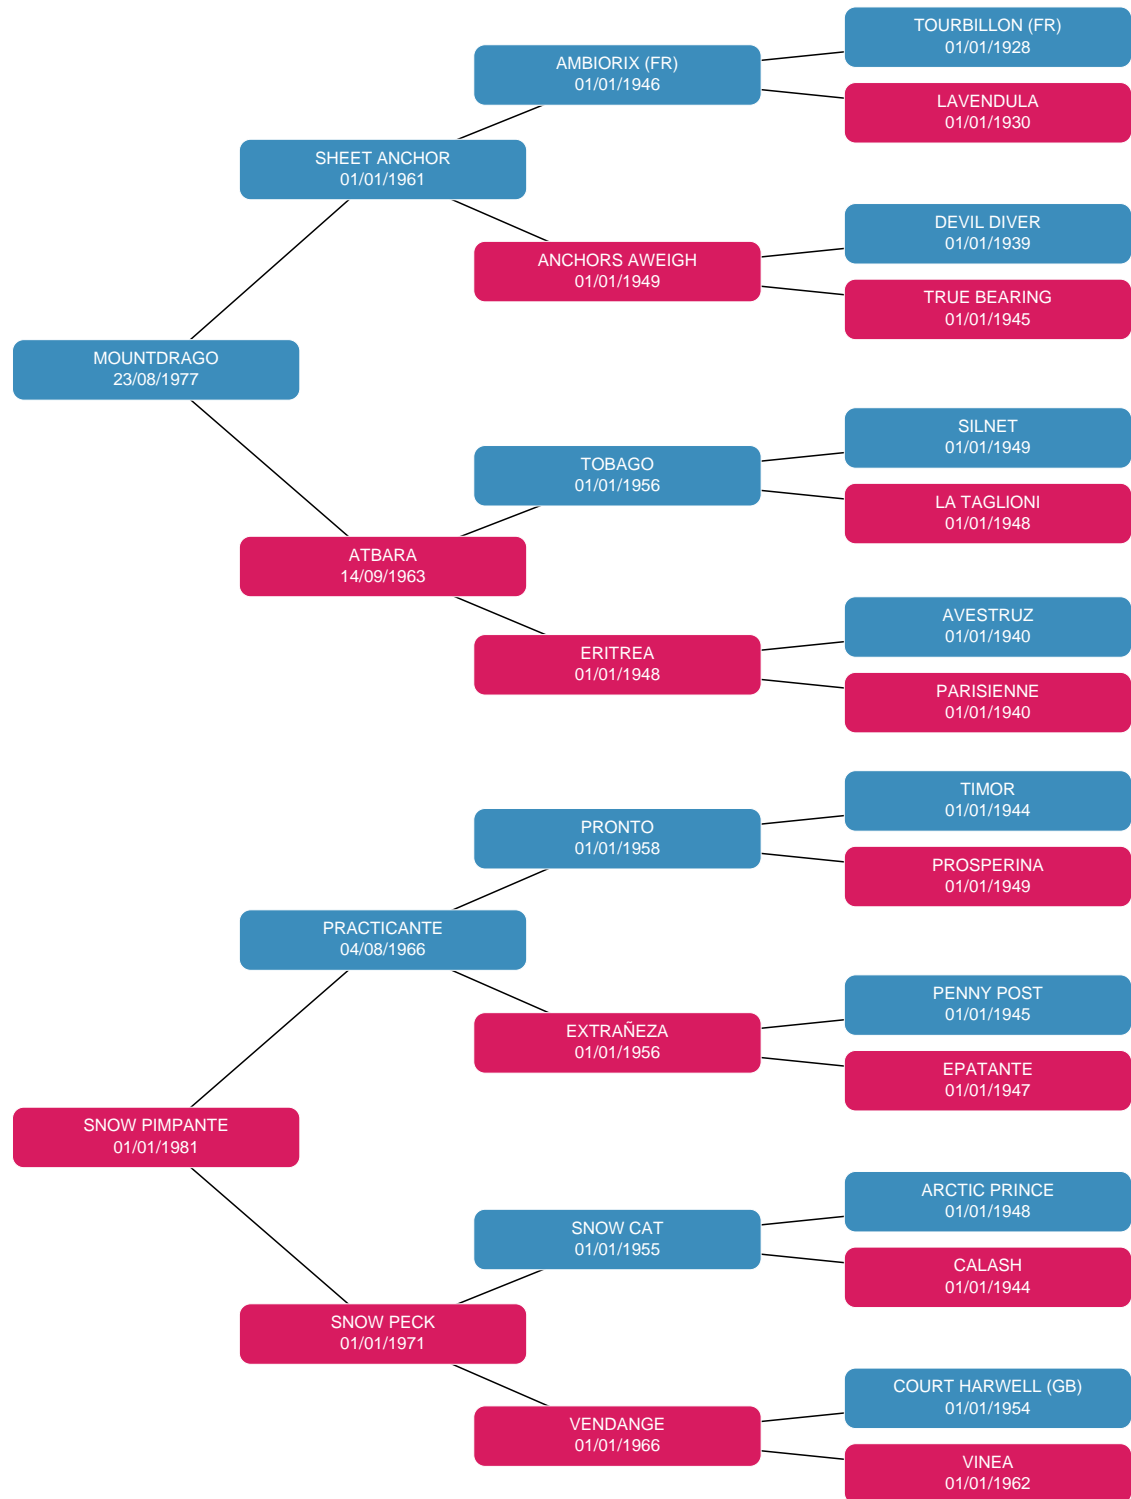 TOURBILLON (FR)
01/01/1928
AMBIORIX (FR)
01/01/1946
LAVENDULA
01/01/1930
SHEET ANCHOR
01/01/1961
DEVIL DIVER
01/01/1939
ANCHORS AWEIGH
01/01/1949
TRUE BEARING
01/01/1945
MOUNTDRAGO
23/08/1977
SILNET
01/01/1949
TOBAGO
01/01/1956
LA TAGLIONI
01/01/1948
ATBARA
14/09/1963
AVESTRUZ
01/01/1940
ERITREA
01/01/1948
PARISIENNE
01/01/1940
TIMOR
01/01/1944
PRONTO
01/01/1958
PROSPERINA
01/01/1949
PRACTICANTE
04/08/1966
PENNY POST
01/01/1945
EXTRAÑEZA
01/01/1956
EPATANTE
01/01/1947
SNOW PIMPANTE
01/01/1981
ARCTIC PRINCE
01/01/1948
SNOW CAT
01/01/1955
CALASH
01/01/1944
SNOW PECK
01/01/1971
COURT HARWELL (GB)
01/01/1954
VENDANGE
01/01/1966
VINEA
01/01/1962